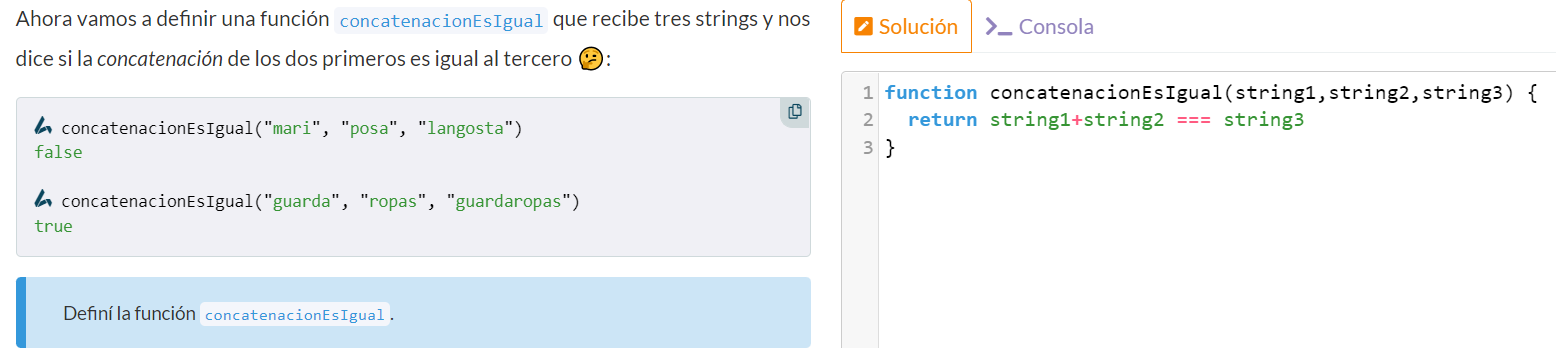 Ahora vamos a definir una función concatenacionEsIgual que recibe tres strings y nos
dice si la concatenación de los dos primeros es igual al tercero 🤔:
concatenacionEsIgual("mari", "posa", "langosta")
false
concatenacionEsIgual("guarda", "ropas", "guardaropas")
true
Definí la función concatenacionEsIgual.
Solución
Consola
1 function concatenacionEsIgual(string1,string2,string3) {
2 return string1+string2 === string3
3 }